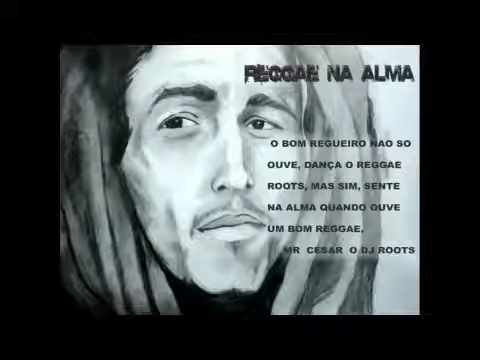 REGGAE NA ALMA
O BOM REGUEIRO NAO SO
OUVE, DANÇA O REGGAE
ROOTS, MAS SIM, SENTE
NA ALMA QUANDO OUVE
UM BOM REGGAE.
MR CESAR O DJ ROOTS